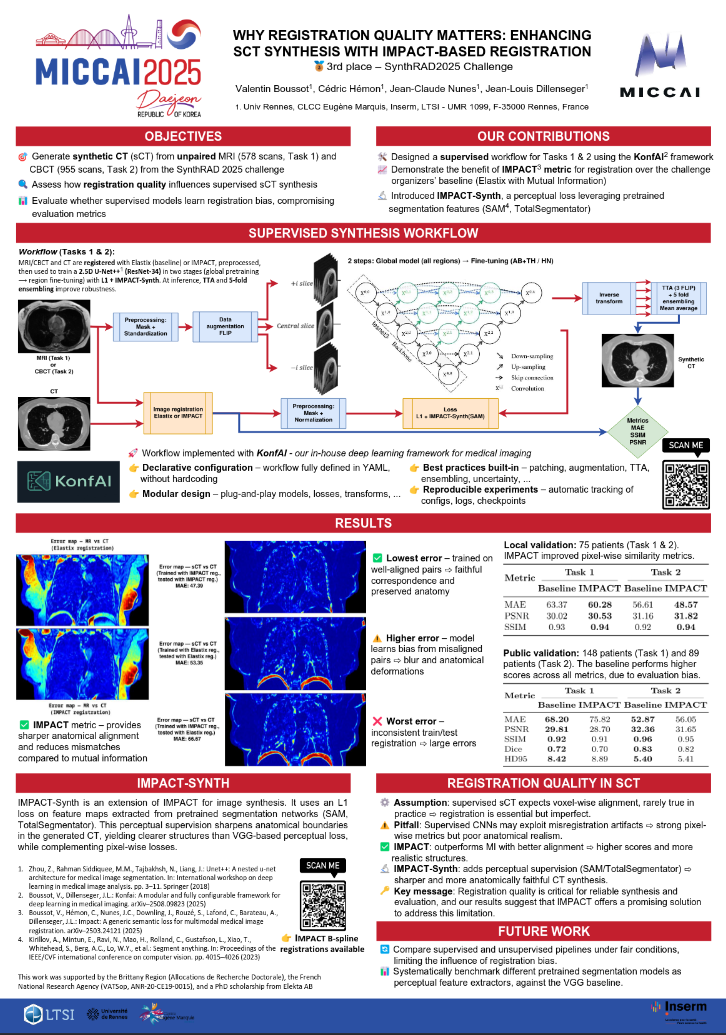 MICCAI2025
Daejeon
REPUBLIC OF KOREA
WHY REGISTRATION QUALITY MATTERS: ENHANCING
SCT SYNTHESIS WITH IMPACT-BASED REGISTRATION
🥉 3rd place – SynthRAD2025 Challenge
Valentin Boussot¹, Cédric Hémon¹, Jean-Claude Nunes¹, Jean-Louis Dillenseger¹
1. Univ Rennes, CLCC Eugène Marquis, Inserm, LTSI - UMR 1099, F-35000 Rennes, France
MICCAI
OBJECTIVES
Generate synthetic CT (sCT) from unpaired MRI (578 scans, Task 1) and
CBCT (955 scans, Task 2) from the SynthRAD 2025 challenge
Assess how registration quality influences supervised sCT synthesis
Evaluate whether supervised models learn registration bias, compromising
evaluation metrics
OUR CONTRIBUTIONS
Designed a supervised workflow for Tasks 1 & 2 using the KonfAI² framework
Demonstrate the benefit of IMPACT³ metric for registration over the challenge
organizers' baseline (Elastix with Mutual Information)
Introduced IMPACT-Synth, a perceptual loss leveraging pretrained
segmentation features (SAM⁴, TotalSegmentator)
SUPERVISED SYNTHESIS WORKFLOW
Workflow (Tasks 1 & 2):
MRI/CBCT and CT are registered with Elastix (baseline) or IMPACT, preprocessed,
then used to train a 2.5D U-Net++¹ (ResNet-34) in two stages (global pretraining
⟶ region fine-tuning) with L1 + IMPACT-Synth. At inference, TTA and 5-fold
ensembling improve robustness.
2 steps: Global model (all regions) → Fine-tuning (AB+TH / HN)
MRI (Task 1)
or
CBCT (Task 2)
CT
Preprocessing:
Mask +
Standardization
Data
augmentation
FLIP
+i slice
Central slice
−i slice
Down-sampling
Up-sampling
Skip connection
Convolution
Inverse
transform
TTA (3 FLIP)
+ 5 fold
ensembling
Mean average
Synthetic
CT
Image registration
Elastix or IMPACT
Preprocessing:
Mask +
Normalization
Loss
L1 + IMPACT-Synth(SAM)
Metrics
MAE
SSIM
PSNR
SCAN ME
KonfAI
Workflow implemented with KonfAI - our in-house deep learning framework for medical imaging
👉 Declarative configuration – workflow fully defined in YAML,
without hardcoding
👉 Modular design – plug-and-play models, losses, transforms, ...
👉 Best practices built-in – patching, augmentation, TTA,
ensembling, uncertainty, ...
👉 Reproducible experiments – automatic tracking of
configs, logs, checkpoints
RESULTS
Error map – MR vs CT
(Elastix registration)
Error map – MR vs CT
(IMPACT registration)
✅ IMPACT metric – provides
sharper anatomical alignment
and reduces mismatches
compared to mutual information
Error map — sCT vs CT
(Trained with IMPACT reg.,
tested with IMPACT reg.)
MAE: 47.39
Error map — sCT vs CT
(Trained with Elastix reg.,
tested with Elastix reg.)
MAE: 53.35
Error map — sCT vs CT
(Trained with IMPACT reg.,
tested with Elastix reg.)
MAE: 66.67
✅ Lowest error – trained on
well-aligned pairs ⇨ faithful
correspondence and
preserved anatomy
⚠️ Higher error – model
learns bias from misaligned
pairs ⇨ blur and anatomical
deformations
❌ Worst error –
inconsistent train/test
registration ⇨ large errors
Local validation: 75 patients (Task 1 & 2).
IMPACT improved pixel-wise similarity metrics.
Metric Task 1 Task 2
Baseline IMPACT Baseline IMPACT
MAE 63.37 60.28 56.61 48.57
PSNR 30.02 30.53 31.16 31.82
SSIM 0.93 0.94 0.92 0.94
Public validation: 148 patients (Task 1) and 89
patients (Task 2). The baseline performs higher
scores across all metrics, due to evaluation bias.
Metric Task 1 Task 2
Baseline IMPACT Baseline IMPACT
MAE 68.20 75.82 52.87 56.05
PSNR 29.81 28.70 32.36 31.65
SSIM 0.92 0.91 0.96 0.95
Dice 0.72 0.70 0.83 0.82
HD95 8.42 8.89 5.40 5.41
IMPACT-SYNTH
IMPACT-Synth is an extension of IMPACT for image synthesis. It uses an L1
loss on feature maps extracted from pretrained segmentation networks (SAM,
TotalSegmentator). This perceptual supervision sharpens anatomical boundaries
in the generated CT, yielding clearer structures than VGG-based perceptual loss,
while complementing pixel-wise losses.
1. Zhou, Z., Rahman Siddiquee, M.M., Tajbakhsh, N., Liang, J.: Unet++: A nested u-net
architecture for medical image segmentation. In: International workshop on deep
learning in medical image analysis. pp. 3–11. Springer (2018)
2. Boussot, V., Dillenseger, J.L.: Konfai: A modular and fully configurable framework for
deep learning in medical imaging. arXiv–2508.09823 (2025)
3. Boussot, V., Hémon, C., Nunes, J.C., Downling, J., Rouzé, S., Lafond, C., Barateau, A.,
Dillenseger, J.L.: Impact: A generic semantic loss for multimodal medical image
registration. arXiv–2503.24121 (2025)
4. Kirillov, A., Mintun, E., Ravi, N., Mao, H., Rolland, C., Gustafson, L., Xiao, T.,
Whitehead, S., Berg, A.C., Lo, W.Y., et al.: Segment anything. In: Proceedings of the
IEEE/CVF international conference on computer vision. pp. 4015–4026 (2023)
SCAN ME
👉 IMPACT B-spline
registrations available
This work was supported by the Brittany Region (Allocations de Recherche Doctorale), the French
National Research Agency (VATSop, ANR-20-CE19-0015), and a PhD scholarship from Elekta AB
REGISTRATION QUALITY IN SCT
Assumption: supervised sCT expects voxel-wise alignment, rarely true in
practice ⇨ registration is essential but imperfect.
Pitfall: Supervised CNNs may exploit misregistration artifacts ⇨ strong pixel-
wise metrics but poor anatomical realism.
IMPACT: outperforms MI with better alignment ⇨ higher scores and more
realistic structures.
IMPACT-Synth: adds perceptual supervision (SAM/TotalSegmentator) ⇨
sharper and more anatomically faithful CT synthesis.
Key message: Registration quality is critical for reliable synthesis and
evaluation, and our results suggest that IMPACT offers a promising solution
to address this limitation.
FUTURE WORK
Compare supervised and unsupervised pipelines under fair conditions,
limiting the influence of registration bias.
Systematically benchmark different pretrained segmentation models as
perceptual feature extractors, against the VGG baseline.
LTSI
Université
de Rennes
Inserm